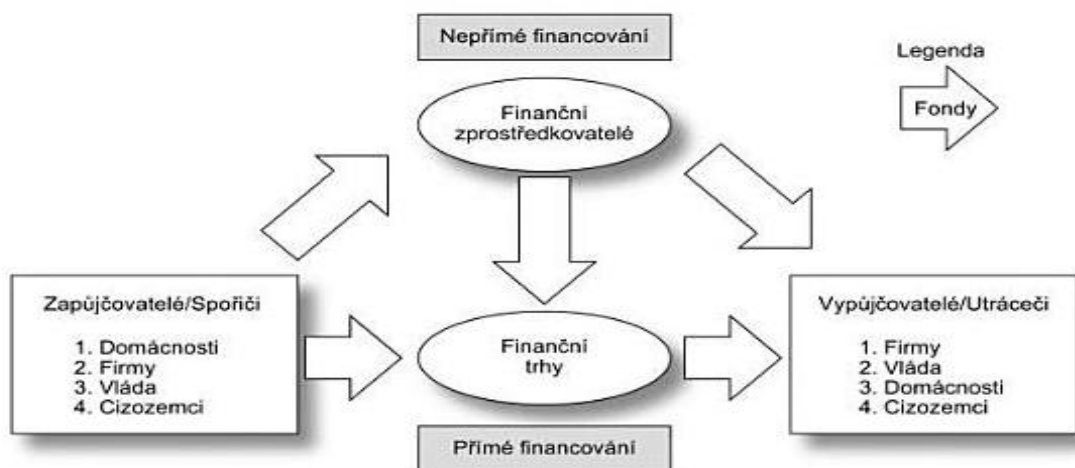 Nepřímé financování
Legenda
Fondy
Finanční
zprostředkovatelé
Zapůjčovatelé/Spořiči
1. Domácnosti
2. Firmy
3. Vláda
4. Cizozemci
Finanční
trhy
Vypůjčovatelé/Utráceči
1. Firmy
2. Vláda
3. Domácnosti
4. Cizozemci
Přímé financování